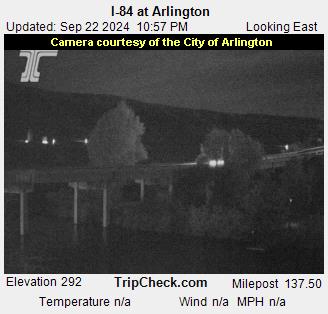 I-84 at Arlington
Updated: Sep 22 2024 10:57 PM Looking East
Camera courtesy of the City of Arlington
Elevation 292 TripCheck.com Milepost 137.50
Temperature n/a Wind n/a MPH n/a